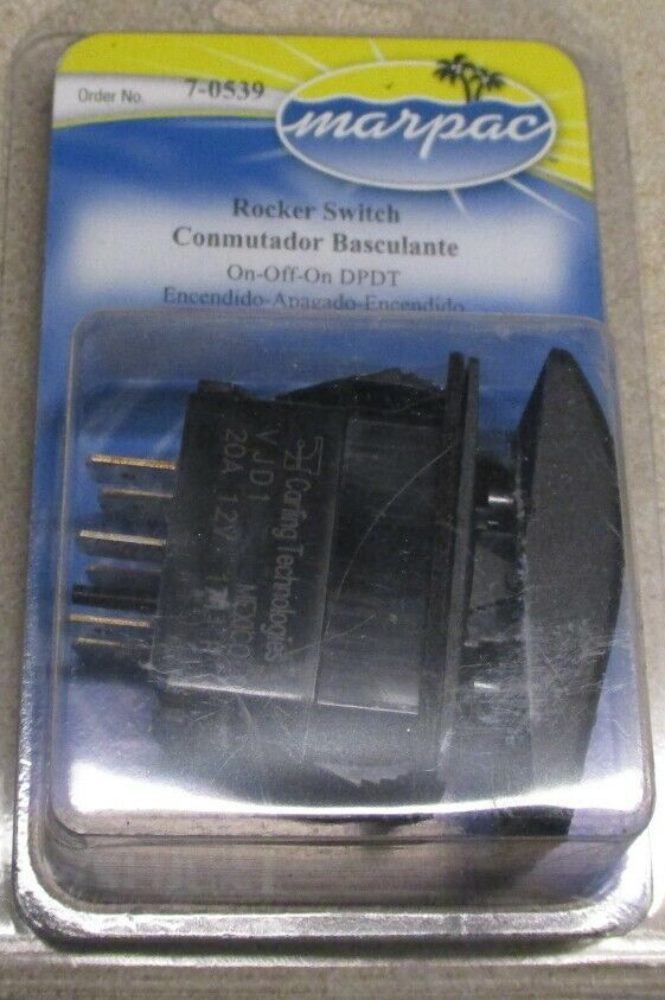 Order No. 7-0539
marpac
Rocker Switch
Conmutador Basculante
On-Off-On DPDT
Encendido-Apagado-Encendido
Carling Technologies
VJD1 MEXICO
20A 12V